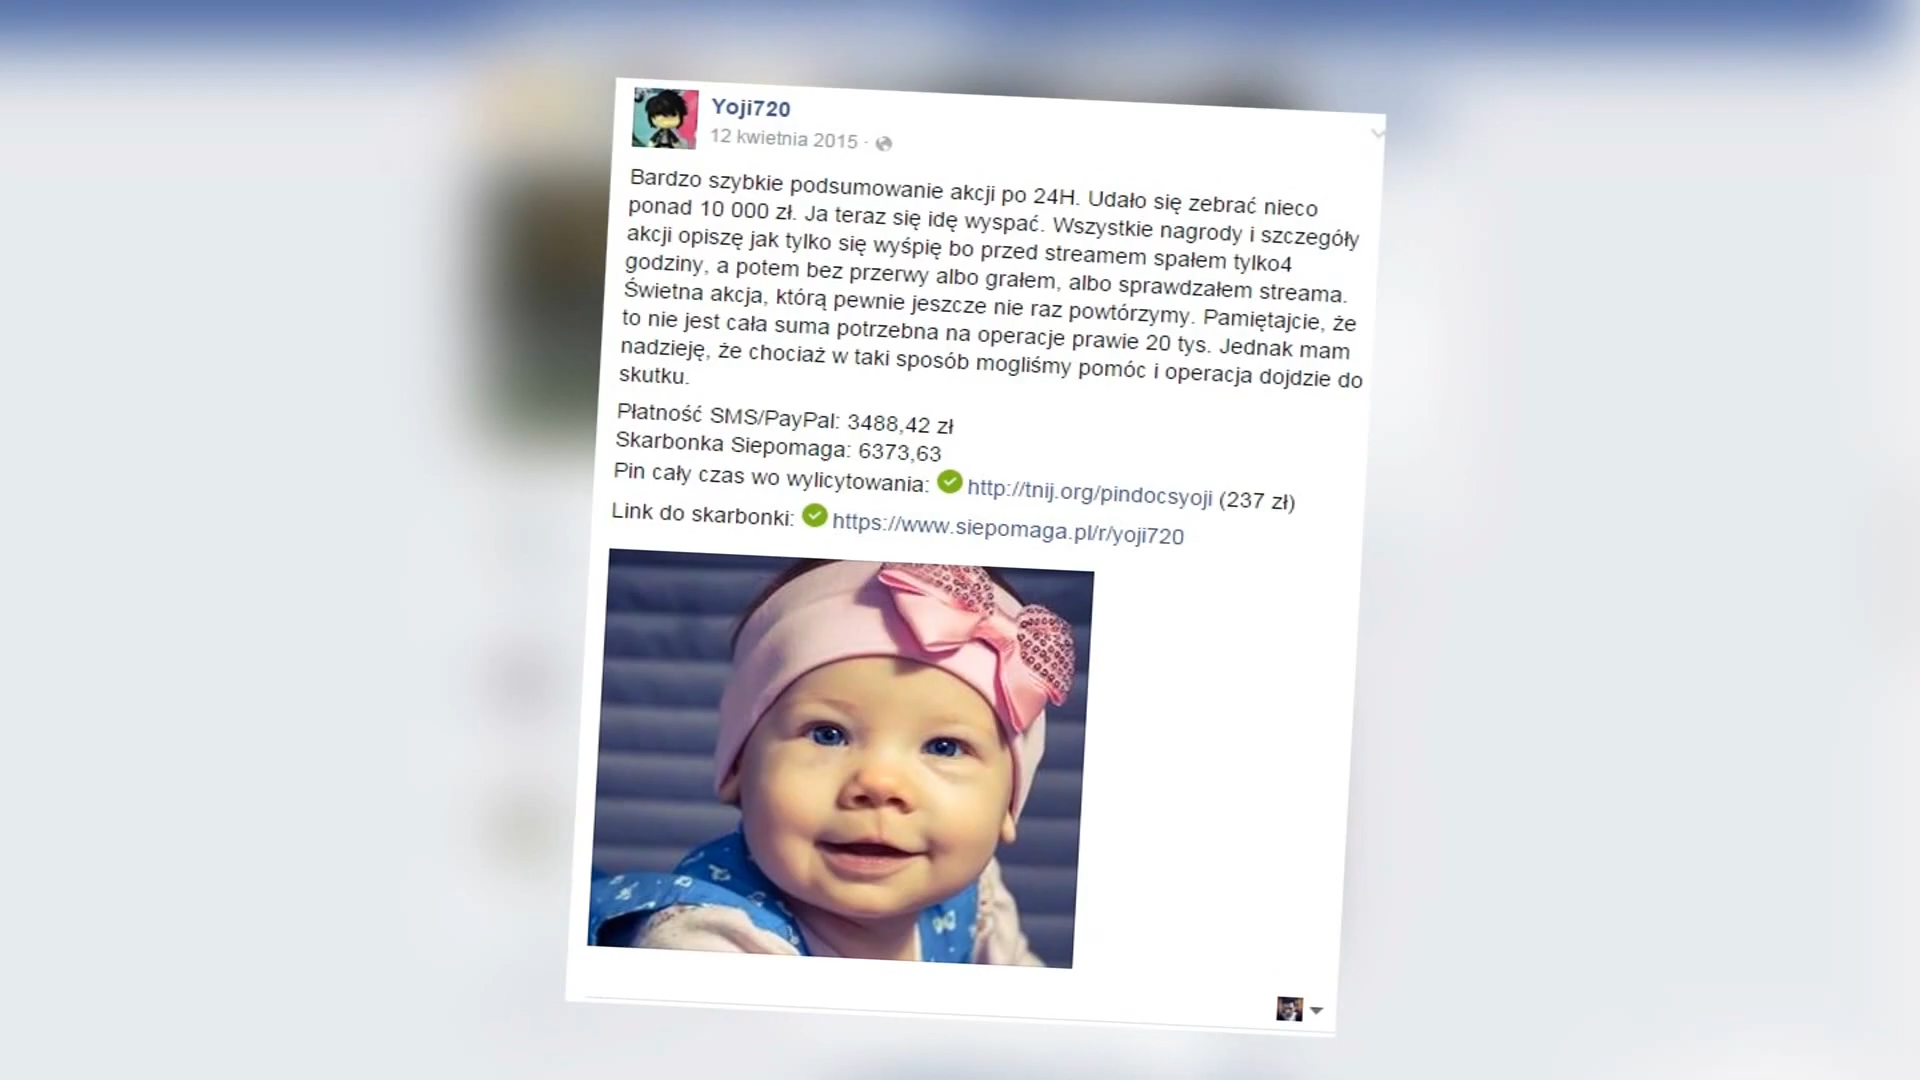 Yoji720
12 kwietnia 2015 ·
Bardzo szybkie podsumowanie akcji po 24H. Udało się zebrać nieco
ponad 10 000 zł. Ja teraz się idę wyspać. Wszystkie nagrody i szczegóły
akcji opiszę jak tylko się wyśpię bo przed streamem spałem tylko4
godziny, a potem bez przerwy albo grałem, albo sprawdzałem streama.
Świetna akcja, którą pewnie jeszcze nie raz powtórzymy. Pamiętajcie, że
to nie jest cała suma potrzebna na operacje prawie 20 tys. Jednak mam
nadzieję, że chociaż w taki sposób mogliśmy pomóc i operacja dojdzie do
skutku.
Płatność SMS/PayPal: 3488,42 zł
Skarbonka Siepomaga: 6373,63
Pin cały czas wo wylicytowania: http://tnij.org/pindocsyoji (237 zł)
Link do skarbonki: https://www.siepomaga.pl/r/yoji720